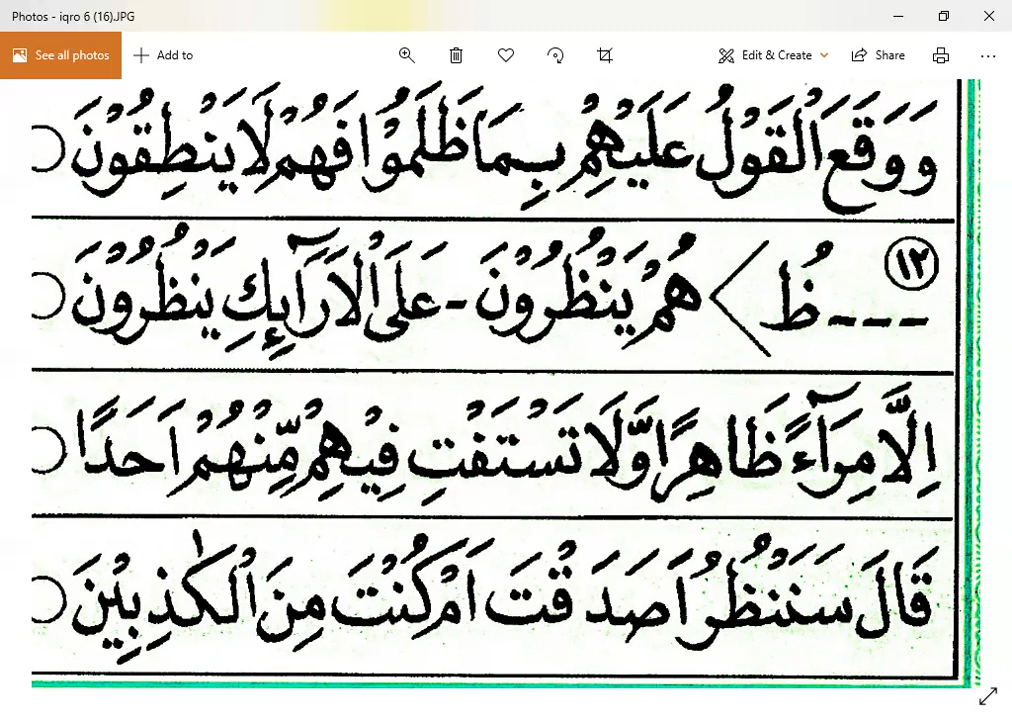 Photos - iqro 6 (16).JPG
See all photos
Add to
Edit & Create
Share
وَوَقَعَ الْقَوْلُ عَلَيْهِمْ بِمَا ظَلَمُوْا فَهُمْ لَا يَنْطِقُوْنَ
١٢ --- ظُ > هُمْ يَنْظُرُوْنَ - عَلَى الْاَرَآئِكِ يَنْظُرُوْنَ
اِلَّا مِرَآءً ظَاهِرًا وَّلَا تَسْتَفْتِ فِيْهِمْ مِّنْهُمْ اَحَدًا
قَالَ سَنَنْظُرُ اَصَدَقْتَ اَمْ كُنْتَ مِنَ الْكٰذِبِيْنَ